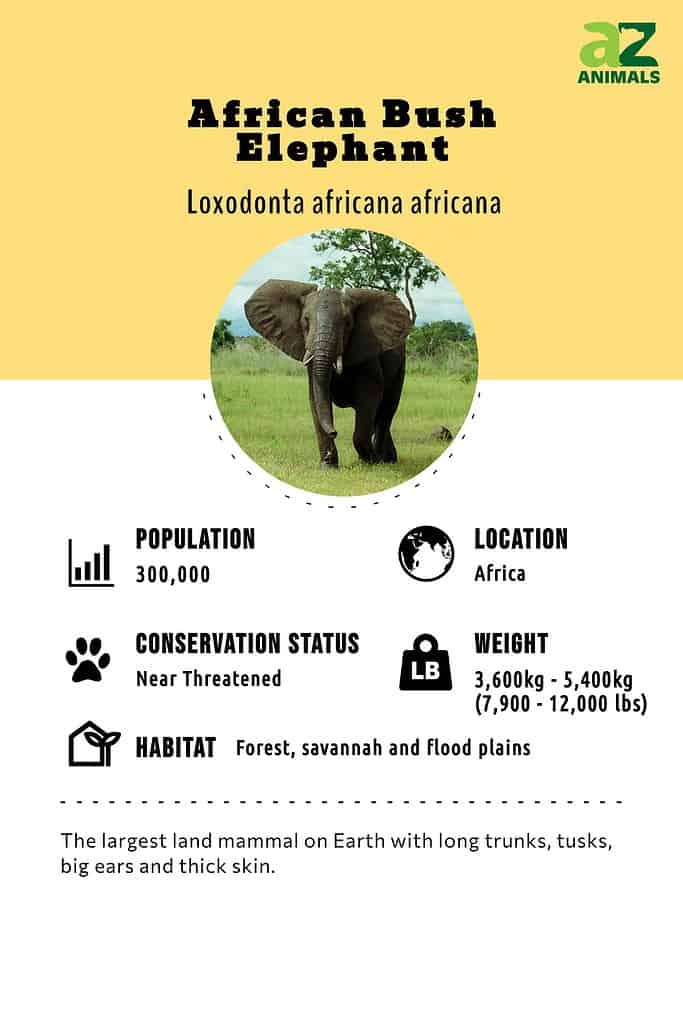 az
ANIMALS
African Bush
Elephant
Loxodonta africana africana
POPULATION
300,000
LOCATION
Africa
CONSERVATION STATUS
Near Threatened
LB
WEIGHT
3,600kg - 5,400kg
(7,900 - 12,000 lbs)
HABITAT Forest, savannah and flood plains
The largest land mammal on Earth with long trunks, tusks,
big ears and thick skin.